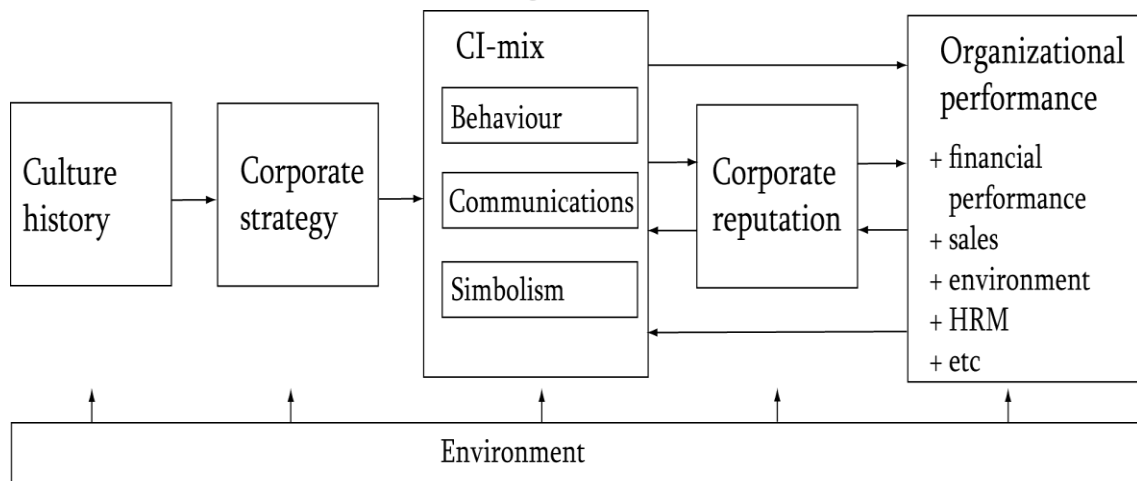 Culture
history
Corporate
strategy
CI-mix
Behaviour
Communications
Simbolism
Corporate
reputation
Organizational
performance
+ financial
performance
+ sales
+ environment
+ HRM
+ etc
Environment